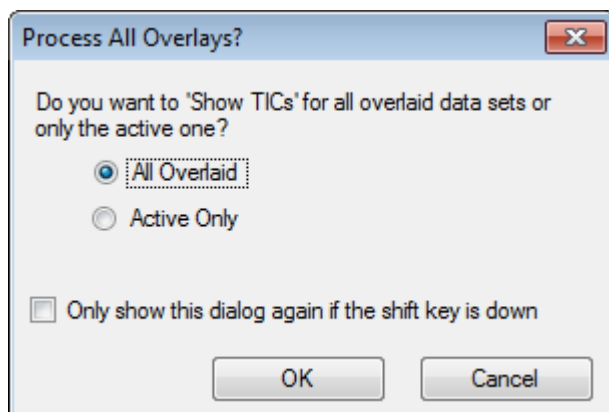 Process All Overlays?
Do you want to 'Show TICs' for all overlaid data sets or
only the active one?
All Overlaid
Active Only
Only show this dialog again if the shift key is down
OK Cancel